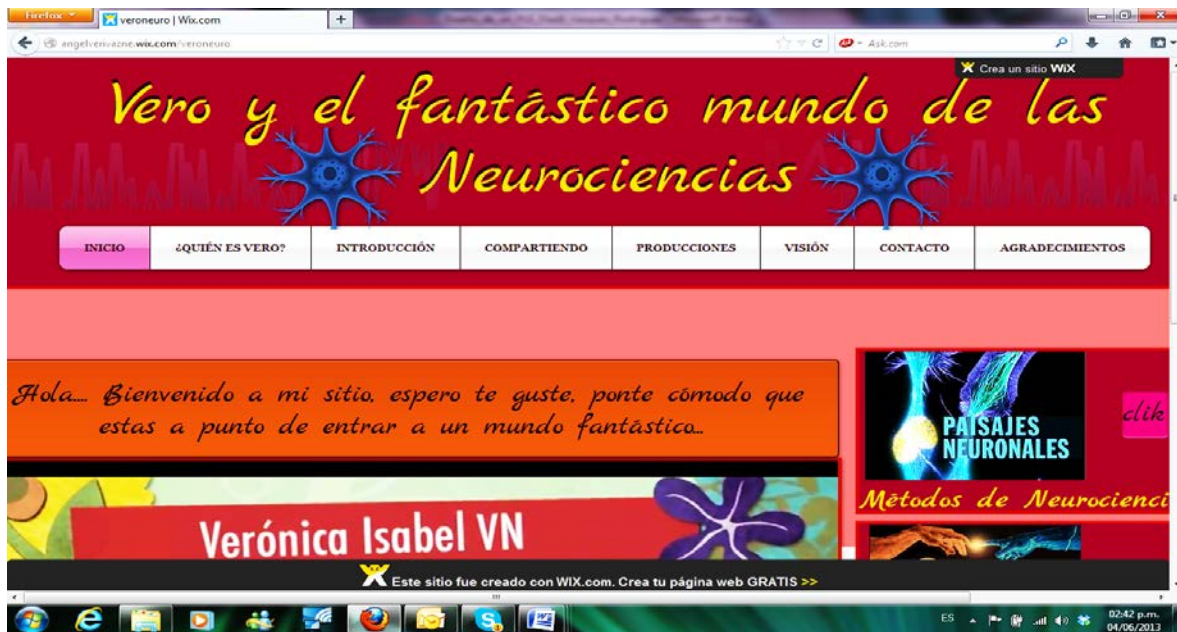 Firefox
veroneuro | Wix.com
angelverivazne.wix.com/veroneuro
Ask.com
Crea un sitio WiX
Vero y el fantástico mundo de las
Neurociencias
INICIO
¿QUIÉN ES VERO?
INTRODUCCIÓN
COMPARTIENDO
PRODUCCIONES
VISIÓN
CONTACTO
AGRADECIMIENTOS
Hola.... Bienvenido a mi sitio, espero te guste, ponte cómodo que
estas a punto de entrar a un mundo fantástico...
PAISAJES
NEURONALES
clik
Métodos de Neurocienci
Verónica Isabel VN
Este sitio fue creado con WIX.com. Crea tu página web GRATIS >>
ES
02:42 p.m.
04/06/2013